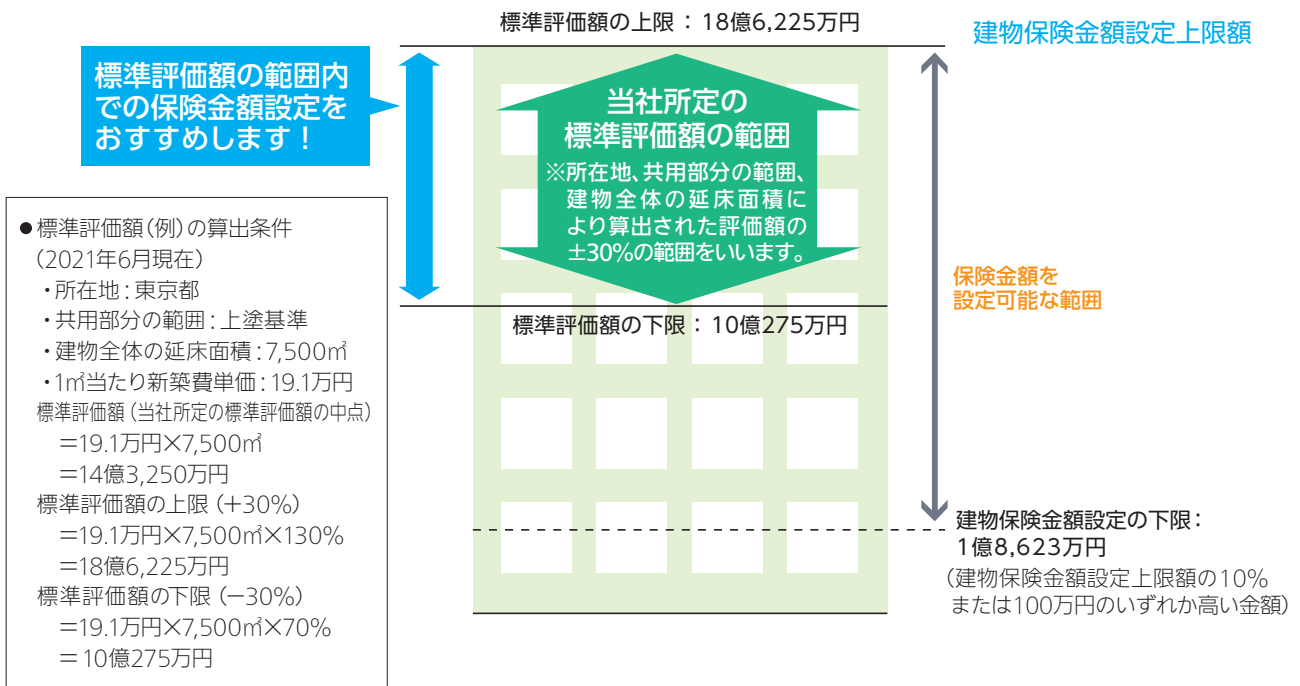 標準評価額の上限：18億6,225万円
建物保険金額設定上限額
標準評価額の範囲内
での保険金額設定を
おすすめします！
当社所定の
標準評価額の範囲
※所在地、共用部分の範囲、
建物全体の延床面積に
より算出された評価額の
±30%の範囲をいいます。
●標準評価額(例)の算出条件
(2021年6月現在)
・所在地：東京都
・共用部分の範囲：上塗基準
・建物全体の延床面積：7,500㎡
・1㎡当たり新築費単価：19.1万円
標準評価額(当社所定の標準評価額の中点)
＝19.1万円×7,500㎡
＝14億3,250万円
標準評価額の上限(＋30%)
＝19.1万円×7,500㎡×130%
＝18億6,225万円
標準評価額の下限(－30%)
＝19.1万円×7,500㎡×70%
＝10億275万円
標準評価額の下限：10億275万円
保険金額を
設定可能な範囲
建物保険金額設定の下限：
1億8,623万円
(建物保険金額設定上限額の10%
または100万円のいずれか高い金額)